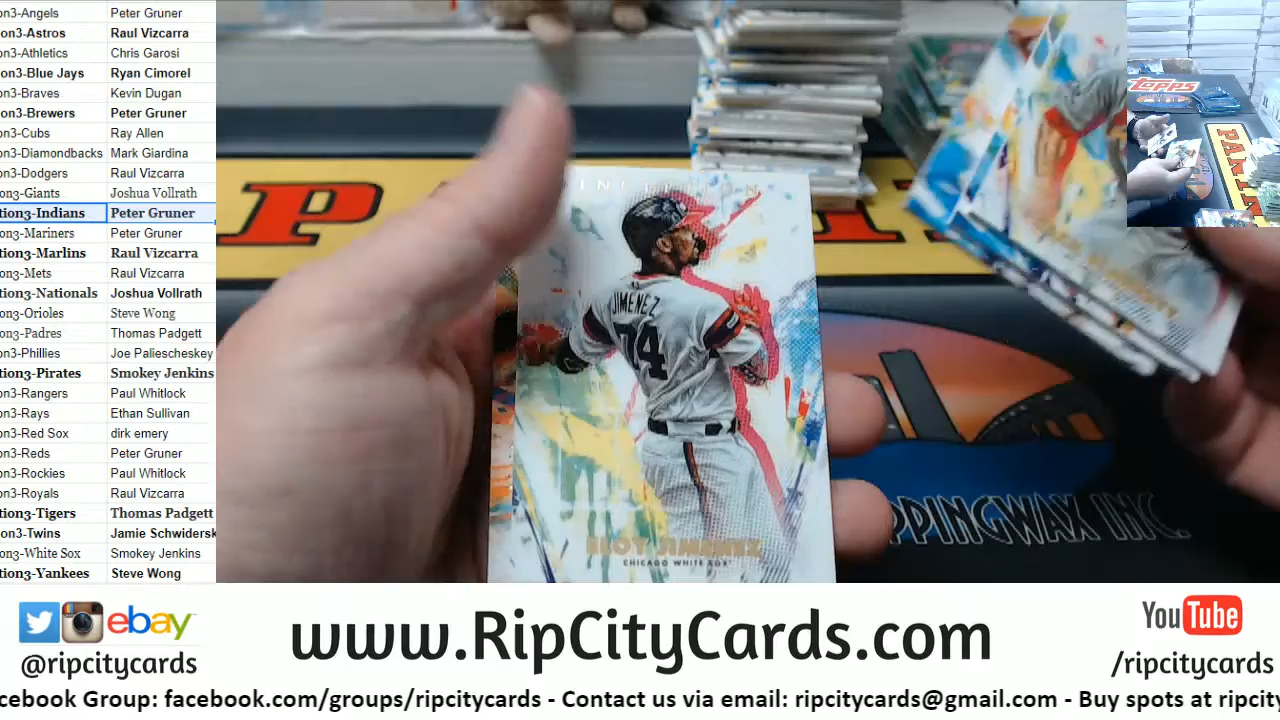 on3-Angels Peter Gruner
on3-Astros Raul Vizcarra
on3-Athletics Chris Garosi
on3-Blue Jays Ryan Cimorel
on3-Braves Kevin Dugan
on3-Brewers Peter Gruner
on3-Cubs Ray Allen
on3-Diamondbacks Mark Giardina
on3-Dodgers Raul Vizcarra
on3-Giants Joshua Vollrath
tion3-Indians Peter Gruner
on3-Mariners Peter Gruner
tion3-Marlins Raul Vizcarra
on3-Mets Raul Vizcarra
tion3-Nationals Joshua Vollrath
on3-Orioles Steve Wong
on3-Padres Thomas Padgett
on3-Phillies Joe Paliescheskey
tion3-Pirates Smokey Jenkins
on3-Rangers Paul Whitlock
on3-Rays Ethan Sullivan
on3-Red Sox dirk emery
on3-Reds Peter Gruner
on3-Rockies Paul Whitlock
on3-Royals Raul Vizcarra
tion3-Tigers Thomas Padgett
on3-Twins Jamie Schwidersk
on3-White Sox Smokey Jenkins
tion3-Yankees Steve Wong
INCEPTION
JIMENEZ
74
ELOY JIMENEZ
CHICAGO WHITE SOX
topps
PANINI
PPINGWAX INC.
ebay
@ripcitycards
www.RipCityCards.com
YouTube
/ripcitycards
cebook Group: facebook.com/groups/ripcitycards - Contact us via email: ripcitycards@gmail.com - Buy spots at ripcity